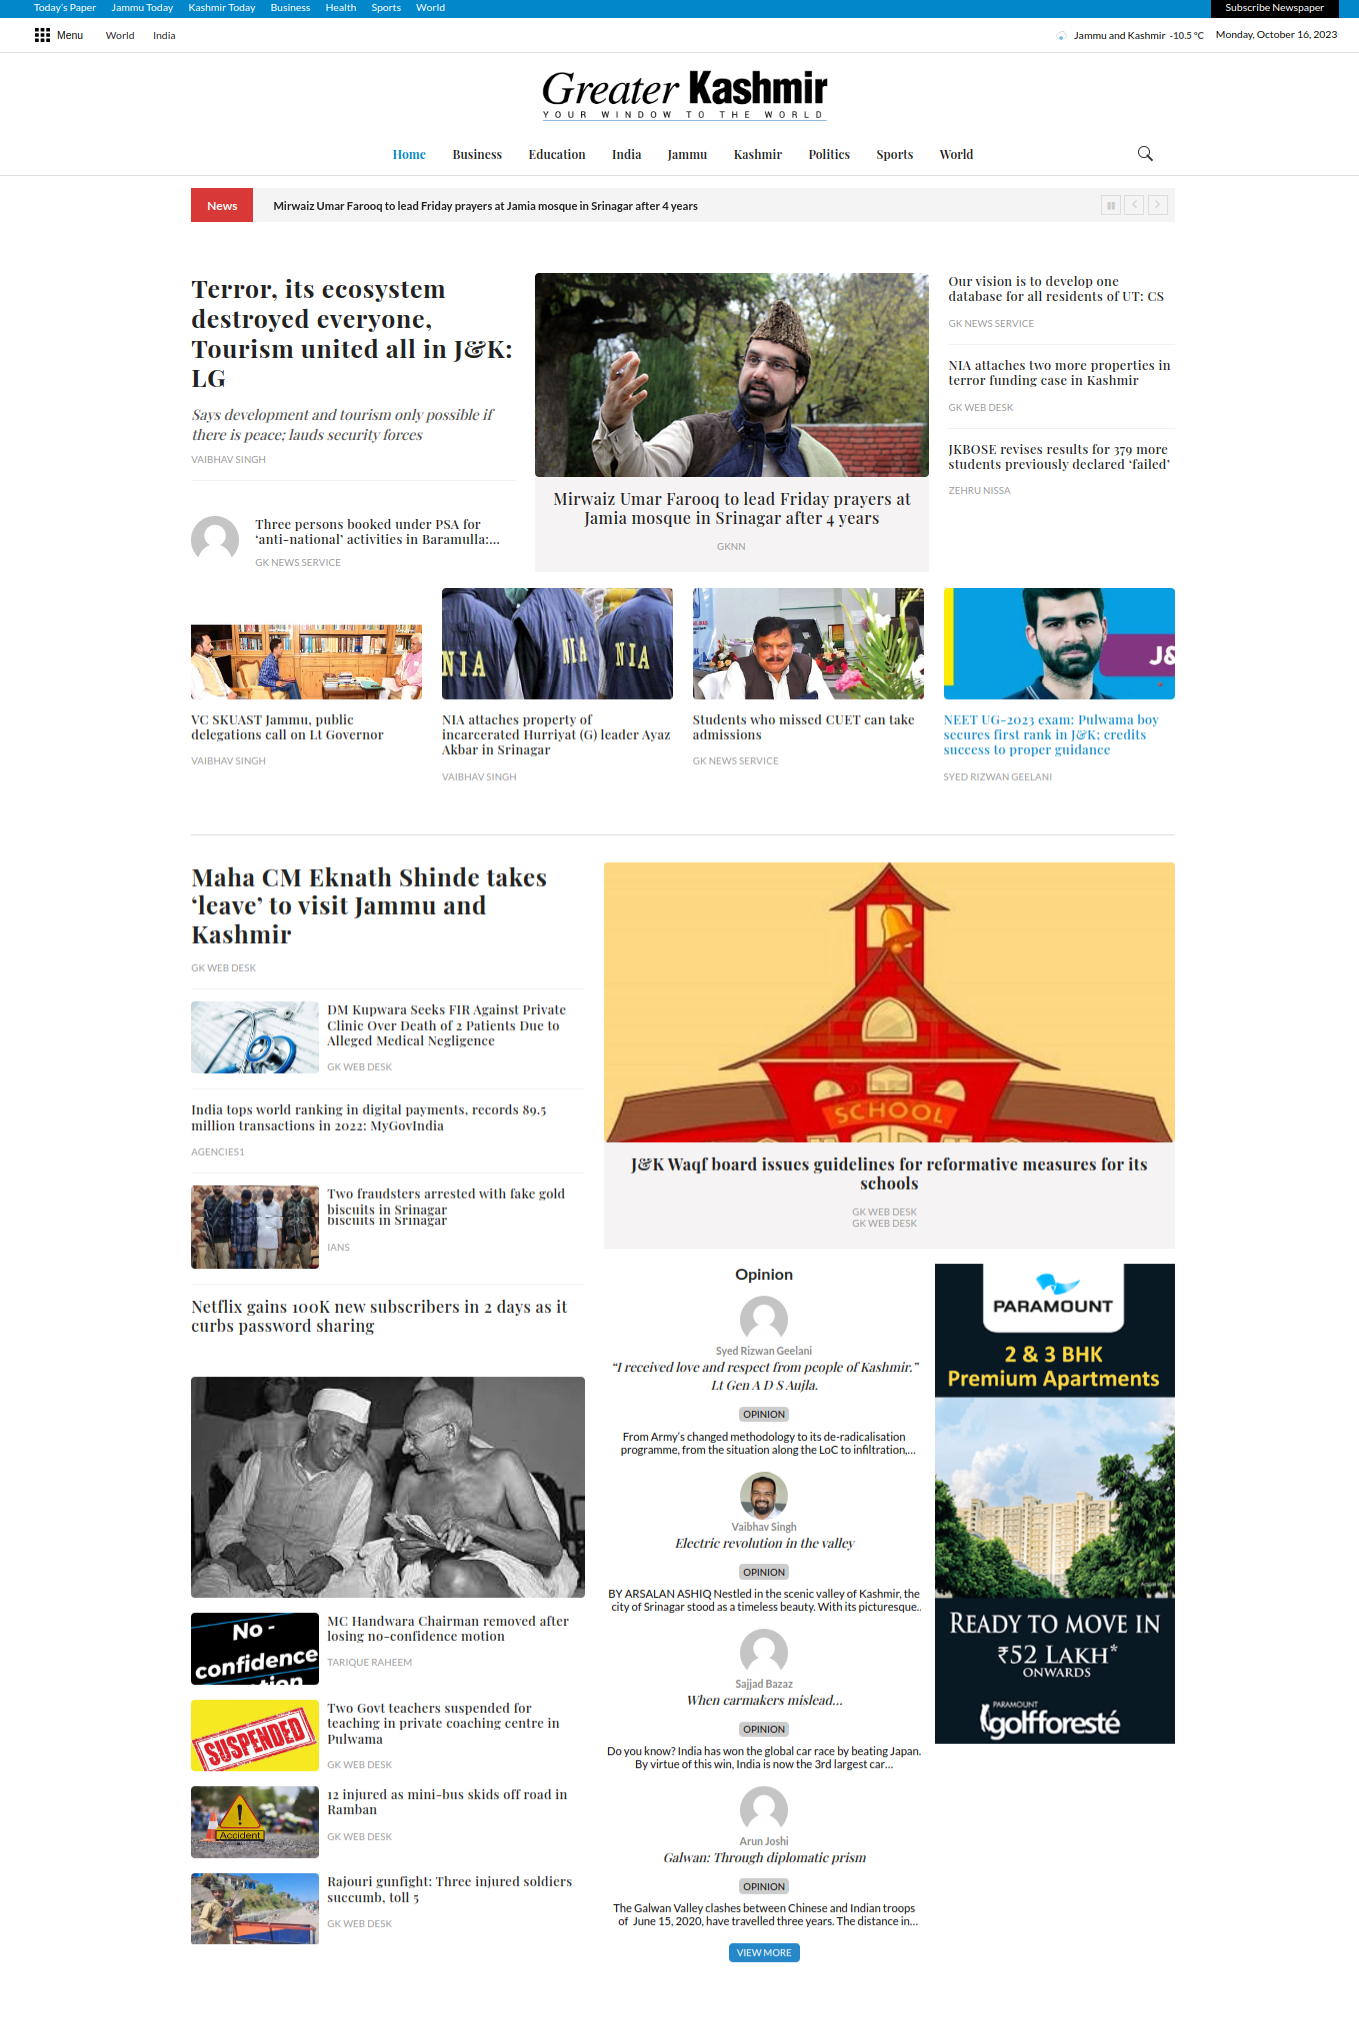 Today's Paper Jammu Today Kashmir Today Business Health Sports World Subscribe Newspaper
Menu World India Jammu and Kashmir -10.5 °C Monday, October 16, 2023
Greater Kashmir
YOUR WINDOW TO THE WORLD
Home Business Education India Jammu Kashmir Politics Sports World
News Mirwaiz Umar Farooq to lead Friday prayers at Jamia mosque in Srinagar after 4 years
Terror, its ecosystem
destroyed everyone,
Tourism united all in J&K:
LG
Says development and tourism only possible if
there is peace; lauds security forces
VAIBHAV SINGH
Three persons booked under PSA for
‘anti-national’ activities in Baramulla:...
GK NEWS SERVICE
Mirwaiz Umar Farooq to lead Friday prayers at
Jamia mosque in Srinagar after 4 years
GKNN
Our vision is to develop one
database for all residents of UT: CS
GK NEWS SERVICE
NIA attaches two more properties in
terror funding case in Kashmir
GK WEB DESK
JKBOSE revises results for 379 more
students previously declared ‘failed’
ZEHRU NISSA
VC SKUAST Jammu, public
delegations call on Lt Governor
VAIBHAV SINGH
NIA NIA NIA
NIA attaches property of
incarcerated Hurriyat (G) leader Ayaz
Akbar in Srinagar
VAIBHAV SINGH
Students who missed CUET can take
admissions
GK NEWS SERVICE
J&
NEET UG-2023 exam: Pulwama boy
secures first rank in J&K; credits
success to proper guidance
SYED RIZWAN GEELANI
Maha CM Eknath Shinde takes
‘leave’ to visit Jammu and
Kashmir
GK WEB DESK
DM Kupwara Seeks FIR Against Private
Clinic Over Death of 2 Patients Due to
Alleged Medical Negligence
GK WEB DESK
India tops world ranking in digital payments, records 89.5
million transactions in 2022: MyGovIndia
AGENCIES1
Two fraudsters arrested with fake gold
biscuits in Srinagar
biscuits in Srinagar
IANS
Netflix gains 100K new subscribers in 2 days as it
curbs password sharing
No -
confidence
MC Handwara Chairman removed after
losing no-confidence motion
TARIQUE RAHEEM
SUSPENDED
Two Govt teachers suspended for
teaching in private coaching centre in
Pulwama
GK WEB DESK
Accident
12 injured as mini-bus skids off road in
Ramban
GK WEB DESK
Rajouri gunfight: Three injured soldiers
succumb, toll 5
GK WEB DESK
SCHOOL
J&K Waqf board issues guidelines for reformative measures for its
schools
GK WEB DESK
GK WEB DESK
Opinion
Syed Rizwan Geelani
“I received love and respect from people of Kashmir.”
Lt Gen A D S Aujla.
OPINION
From Army’s changed methodology to its de-radicalisation
programme, from the situation along the LoC to infiltration,...
Vaibhav Singh
Electric revolution in the valley
OPINION
BY ARSALAN ASHIQ Nestled in the scenic valley of Kashmir, the
city of Srinagar stood as a timeless beauty. With its picturesque..
Sajjad Bazaz
When carmakers mislead...
OPINION
Do you know? India has won the global car race by beating Japan.
By virtue of this win, India is now the 3rd largest car...
Arun Joshi
Galwan: Through diplomatic prism
OPINION
The Galwan Valley clashes between Chinese and Indian troops
of June 15, 2020, have travelled three years. The distance in...
VIEW MORE
PARAMOUNT
2 & 3 BHK
Premium Apartments
READY TO MOVE IN
₹52 LAKH*
ONWARDS
PARAMOUNT
golfforesté